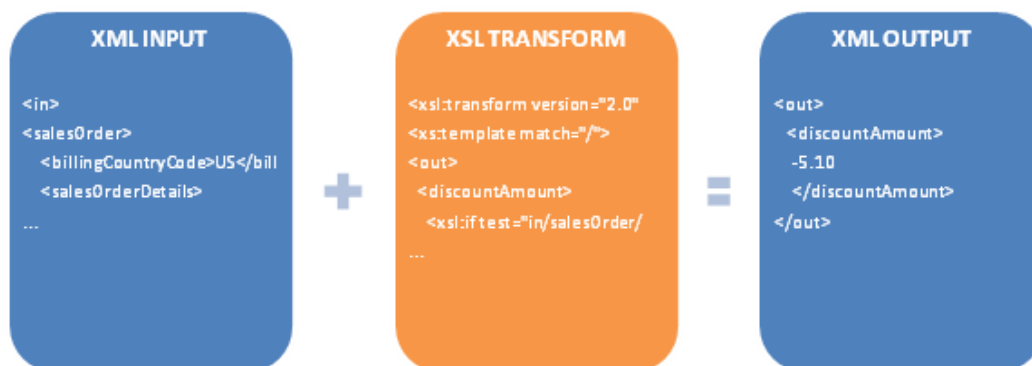 XML INPUT
<in>
<salesOrder>
<billingCountryCode>US</bill
<salesOrderDetails>
...
+
XSL TRANSFORM
<xsl:transform version="2.0"
<xs:template match="/">
<out>
<discountAmount>
<xsl:if test="in/salesOrder/
...
=
XML OUTPUT
<out>
<discountAmount>
-5.10
</discountAmount>
</out>